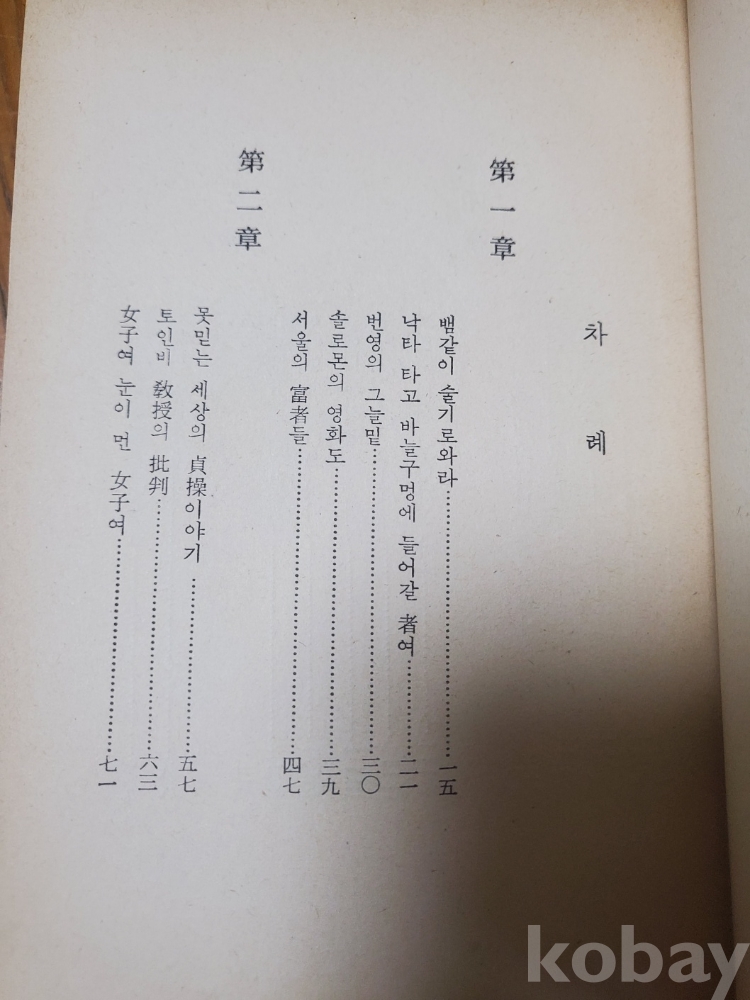 차례
第一章
뱀같이 술기로와라……………………一五
낙타 타고 바늘구멍에 들어갈 者여…………二一
번영의 그늘밑……………………三〇
솔로몬의 영화도……………………三九
서울의 富者들……………………四七
第二章
못믿는 세상의 貞操이야기……………五七
토인비 敎授의 批判……………………六三
女子여 눈이 먼 女子여……………………七一
kobay